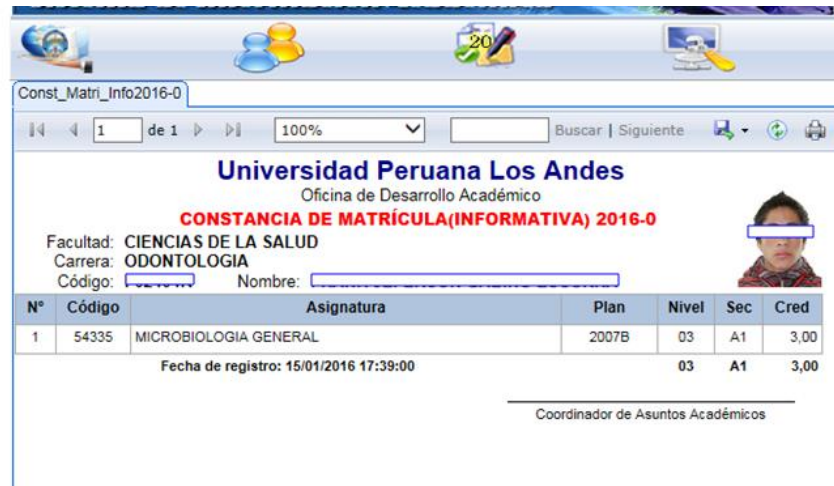 20
Const_Matri_Info2016-0
1 de 1 100% Buscar | Siguiente
Universidad Peruana Los Andes
Oficina de Desarrollo Académico
CONSTANCIA DE MATRÍCULA(INFORMATIVA) 2016-0
Facultad: CIENCIAS DE LA SALUD
Carrera: ODONTOLOGIA
Código: Nombre:
N° Código Asignatura Plan Nivel Sec Cred
1 54335 MICROBIOLOGIA GENERAL 2007B 03 A1 3,00
Fecha de registro: 15/01/2016 17:39:00 03 A1 3,00
Coordinador de Asuntos Académicos